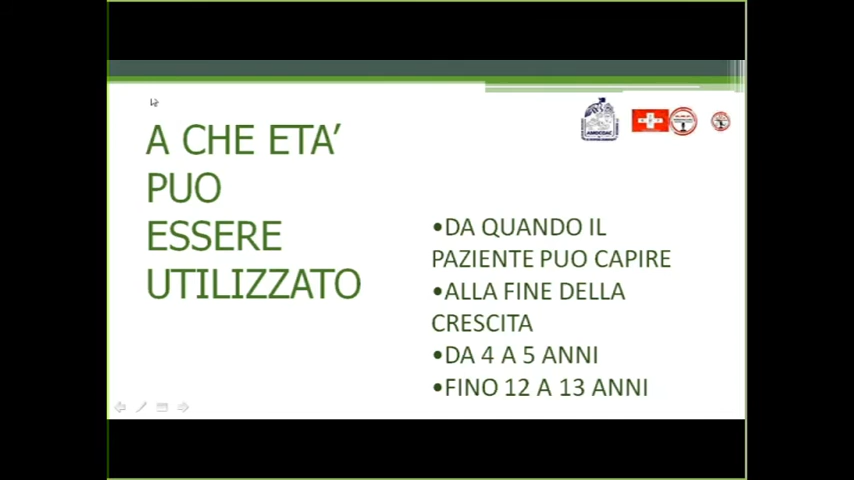 A CHE ETA'
PUO
ESSERE
UTILIZZATO
•DA QUANDO IL
PAZIENTE PUO CAPIRE
•ALLA FINE DELLA
CRESCITA
•DA 4 A 5 ANNI
•FINO 12 A 13 ANNI